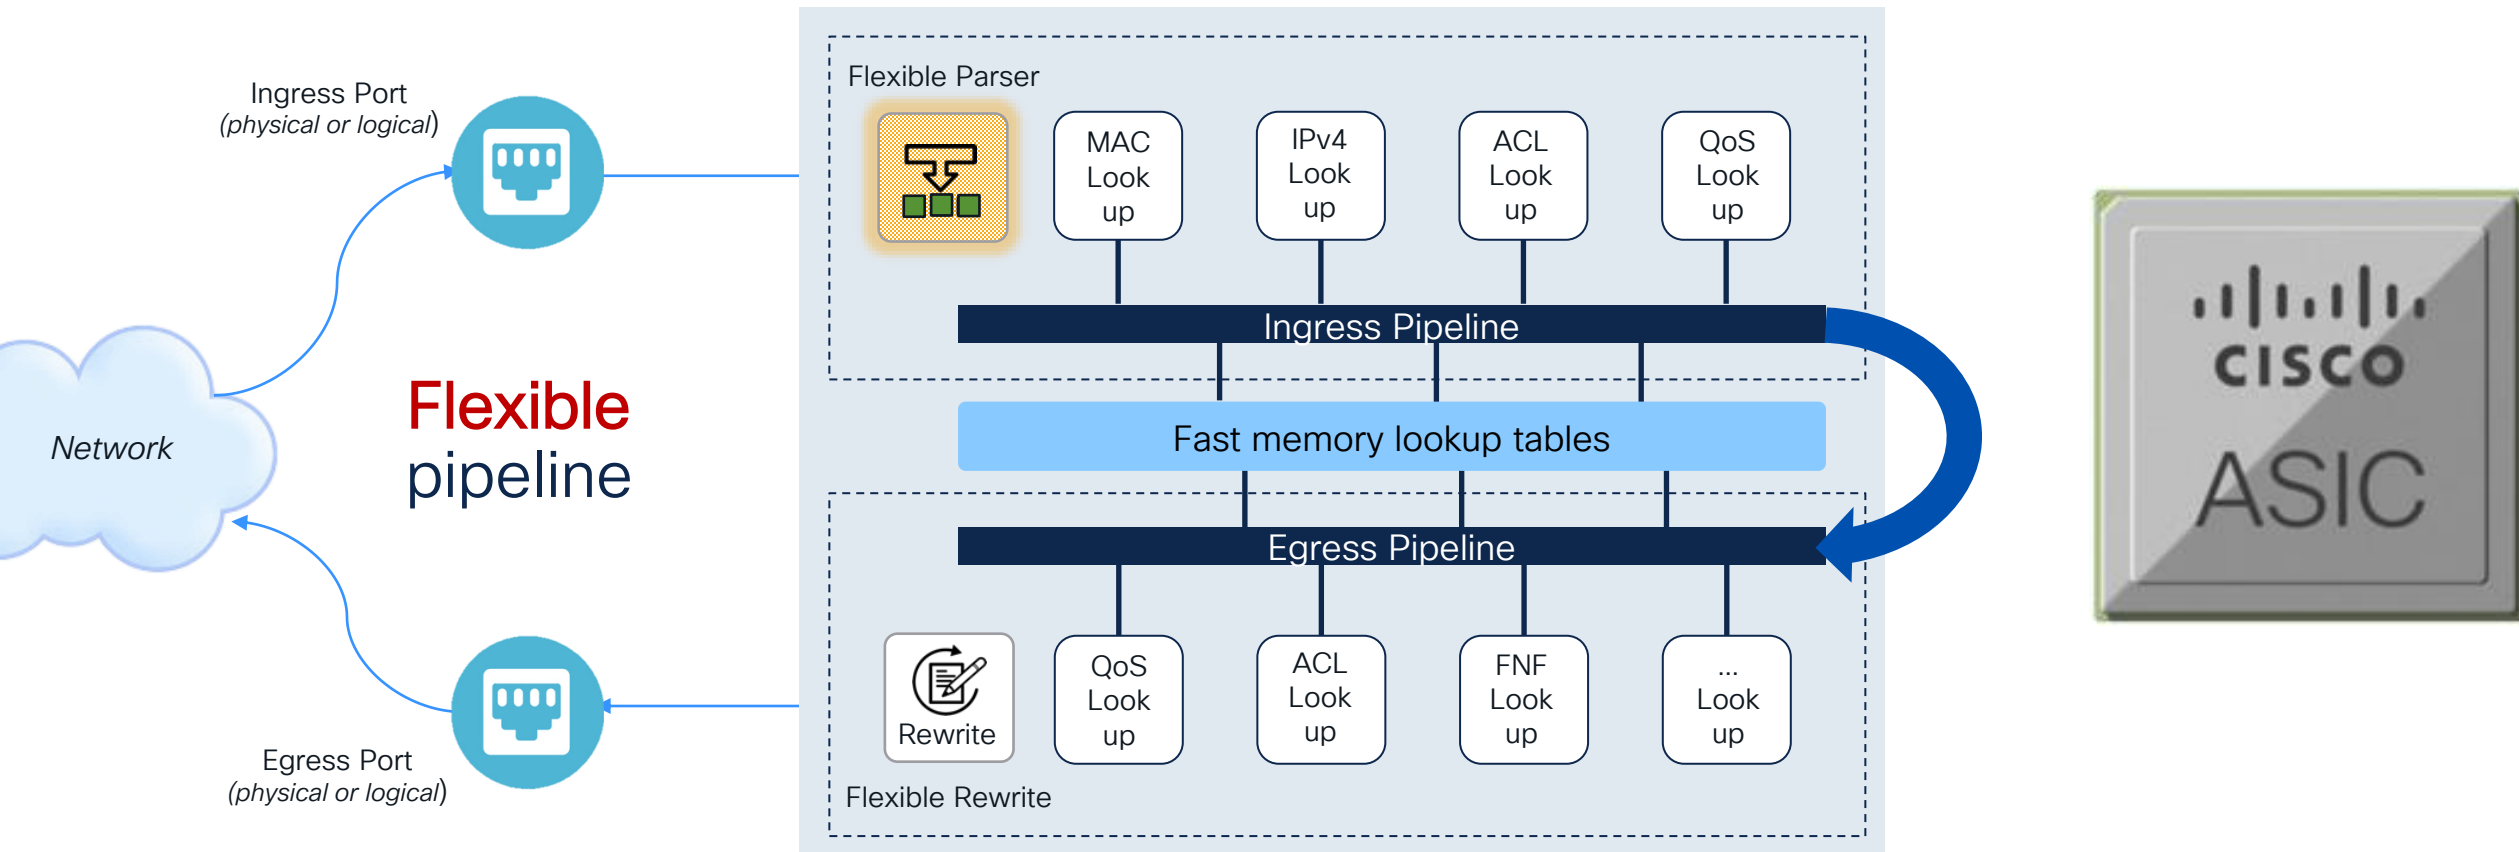 Ingress Port
(physical or logical)
Network
Flexible
pipeline
Egress Port
(physical or logical)
Flexible Parser
MAC
Look
up
IPv4
Look
up
ACL
Look
up
QoS
Look
up
Ingress Pipeline
Fast memory lookup tables
Egress Pipeline
Rewrite
QoS
Look
up
ACL
Look
up
FNF
Look
up
...
Look
up
Flexible Rewrite
CISCO
ASIC